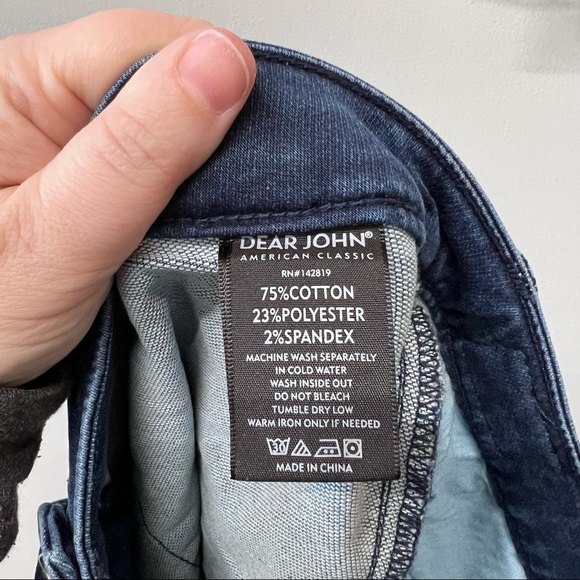 DEAR JOHN®
AMERICAN CLASSIC
RN#142819
75%COTTON
23%POLYESTER
2%SPANDEX
MACHINE WASH SEPARATELY
IN COLD WATER
WASH INSIDE OUT
DO NOT BLEACH
TUMBLE DRY LOW
WARM IRON ONLY IF NEEDED
30
MADE IN CHINA